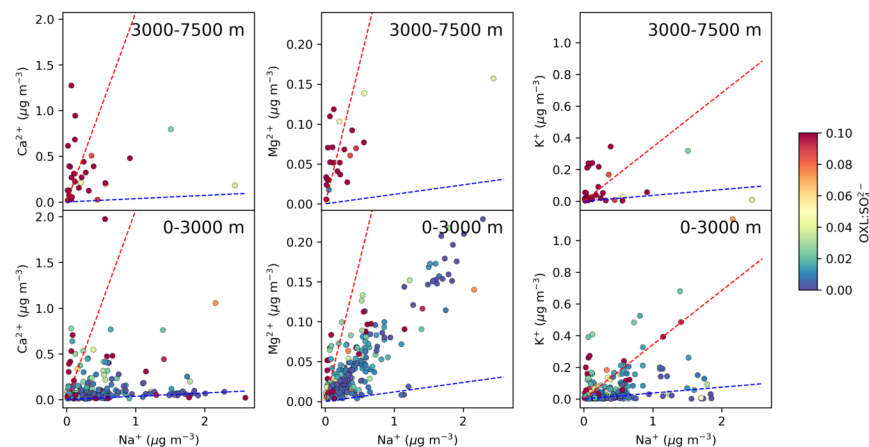 2.0
1.5
1.0
0.5
0.0
Ca²⁺ (μg m⁻³)
3000-7500 m
0.20
0.15
0.10
0.05
0.00
Mg²⁺ (μg m⁻³)
3000-7500 m
1.0
0.8
0.6
0.4
0.2
0.0
K⁺ (μg m⁻³)
3000-7500 m
2.0
1.5
1.0
0.5
0.0
Ca²⁺ (μg m⁻³)
0-3000 m
0 1 2
Na⁺ (μg m⁻³)
0.20
0.15
0.10
0.05
0.00
Mg²⁺ (μg m⁻³)
0-3000 m
0 1 2
Na⁺ (μg m⁻³)
1.0
0.8
0.6
0.4
0.2
0.0
K⁺ (μg m⁻³)
0-3000 m
0 1 2
Na⁺ (μg m⁻³)
0.10
0.08
0.06
0.04
0.02
0.00
OXL:SO₄²⁻